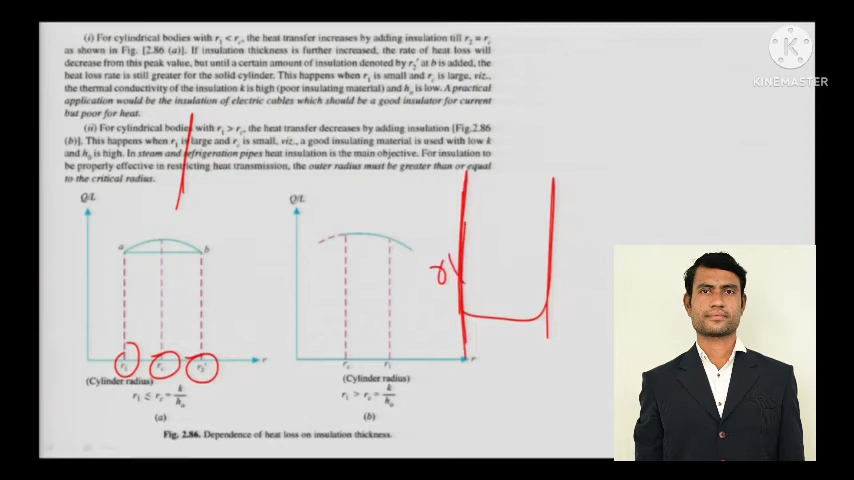 (i) For cylindrical bodies with r₁ < r꜀, the heat transfer increases by adding insulation till r₂ = r꜀
as shown in Fig. [2.86 (a)]. If insulation thickness is further increased, the rate of heat loss will
decrease from this peak value, but until a certain amount of insulation denoted by r₂′ at b is added, the
heat loss rate is still greater for the solid cylinder. This happens when r₁ is small and r꜀ is large, viz.,
the thermal conductivity of the insulation k is high (poor insulating material) and hₒ is low. A practical
application would be the insulation of electric cables which should be a good insulator for current
but poor for heat.
(ii) For cylindrical bodies with r₁ > r꜀, the heat transfer decreases by adding insulation [Fig.2.86
(b)]. This happens when r₁ is large and r꜀ is small, viz., a good insulating material is used with low k
and hₒ is high. In steam and refrigeration pipes heat insulation is the main objective. For insulation to
be properly effective in restricting heat transmission, the outer radius must be greater than or equal
to the critical radius.
Q/L
Q/L
a
b
r₁
r꜀
r₂′
r
r꜀
r₁
r
(Cylinder radius)
(Cylinder radius)
r₁ ≤ r꜀ = k/hₒ
r₁ > r꜀ = k/hₒ
(a)
(b)
Fig. 2.86. Dependence of heat loss on insulation thickness.
KINEMASTER